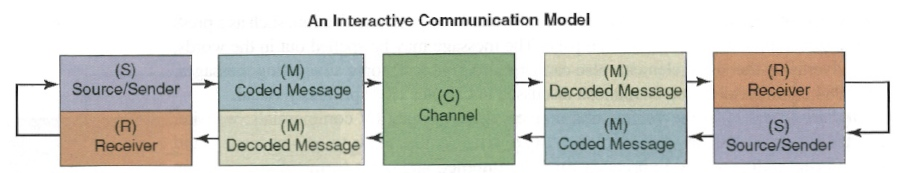 An Interactive Communication Model
(S)
Source/Sender
(R)
Receiver
(M)
Coded Message
(M)
Decoded Message
(C)
Channel
(M)
Decoded Message
(M)
Coded Message
(R)
Receiver
(S)
Source/Sender